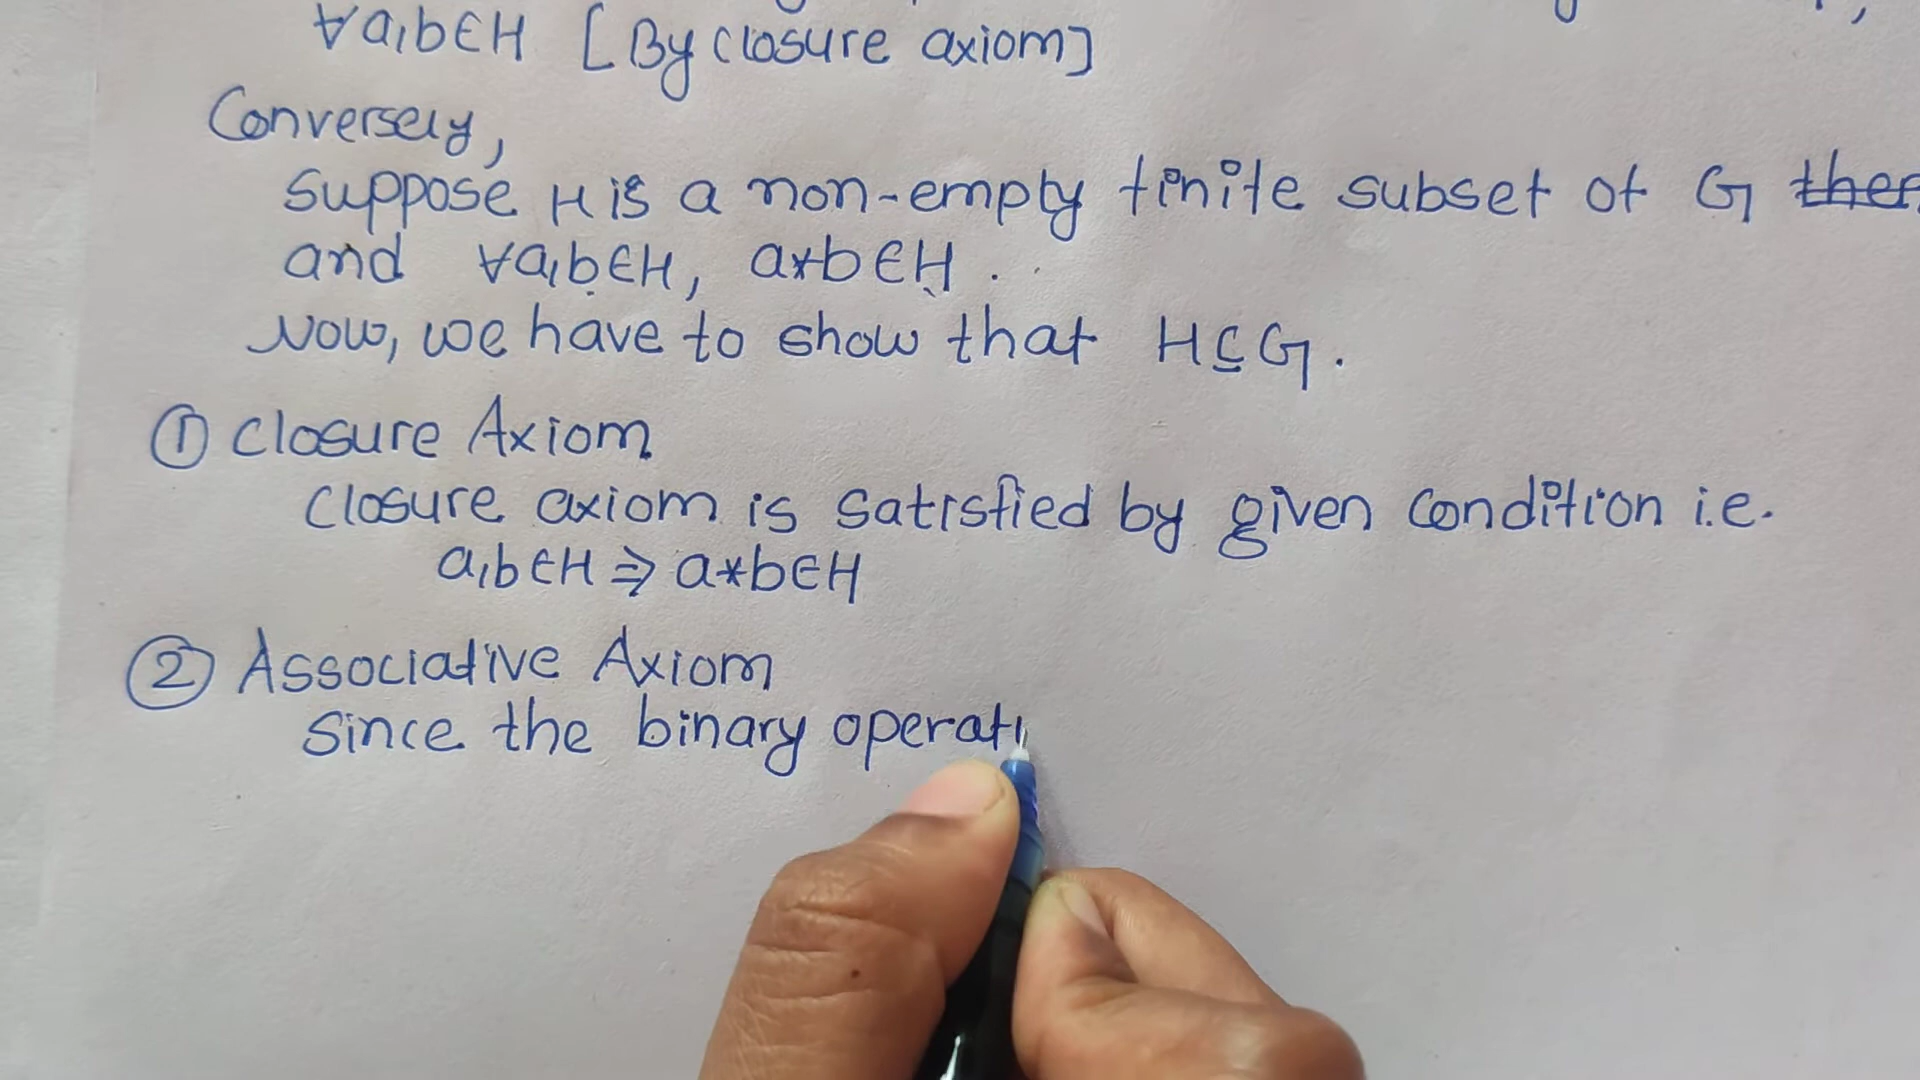 ∀a,b∈H [By closure axiom]
Conversely,
Suppose H is a non-empty finite subset of G ~~then~~
and ∀a,b∈H, a*b∈H.
Now, we have to show that H⊆G.
① Closure Axiom
Closure axiom is satisfied by given condition i.e.
a,b∈H ⇒ a*b∈H
② Associative Axiom
Since the binary operati